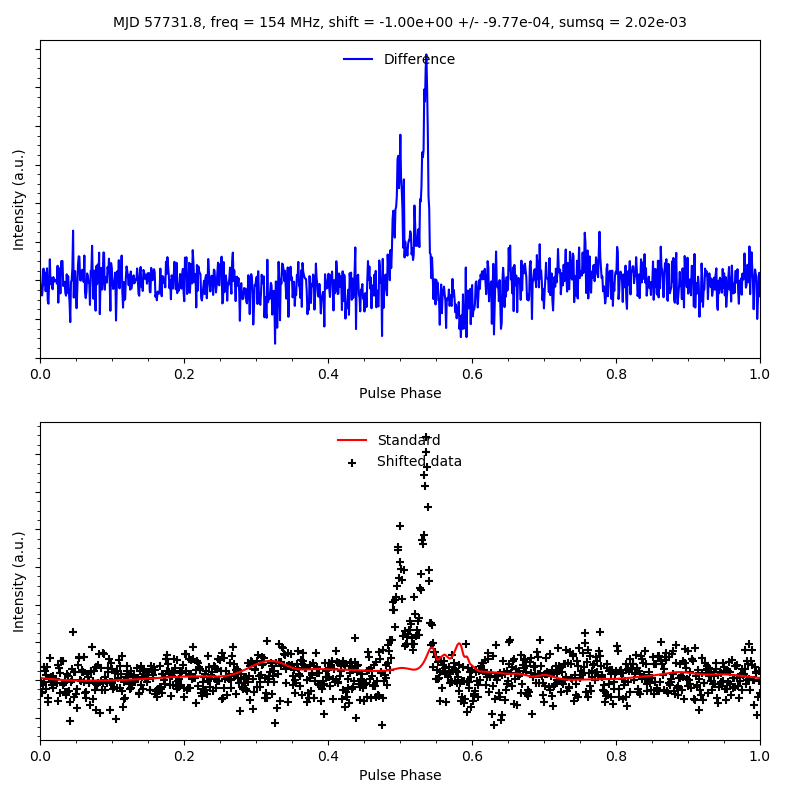 MJD 57731.8, freq = 154 MHz, shift = -1.00e+00 +/- -9.77e-04, sumsq = 2.02e-03
Difference
Intensity (a.u.)
0.0 0.2 0.4 0.6 0.8 1.0
Pulse Phase
Standard
Shifted data
Intensity (a.u.)
0.0 0.2 0.4 0.6 0.8 1.0
Pulse Phase